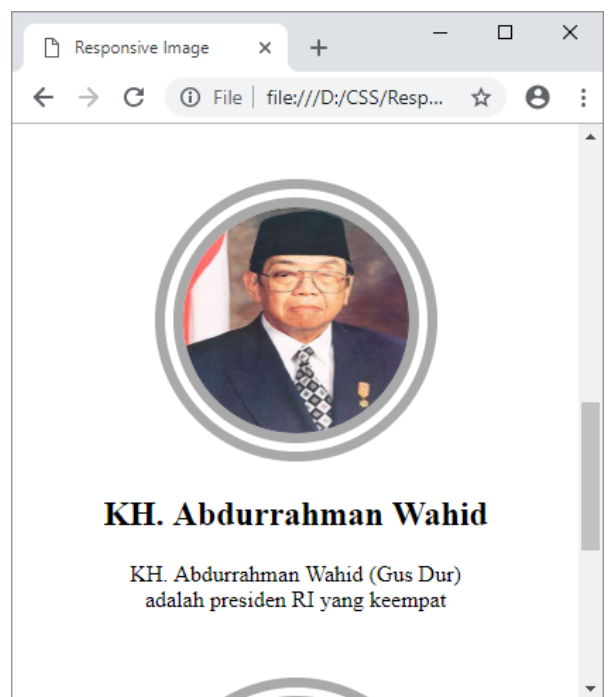 Responsive Image
File
file:///D:/CSS/Resp...
KH. Abdurrahman Wahid
KH. Abdurrahman Wahid (Gus Dur)
adalah presiden RI yang keempat